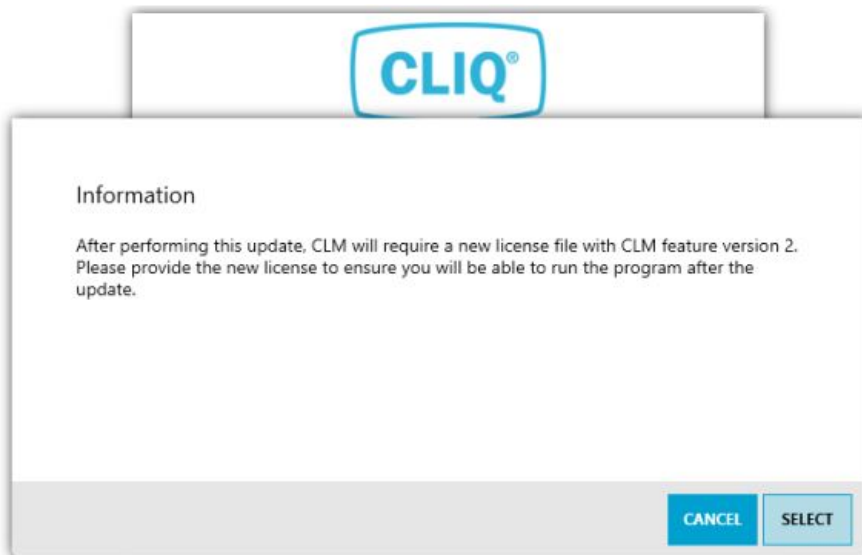 CLIQ®
Information
After performing this update, CLM will require a new license file with CLM feature version 2.
Please provide the new license to ensure you will be able to run the program after the
update.
CANCEL SELECT